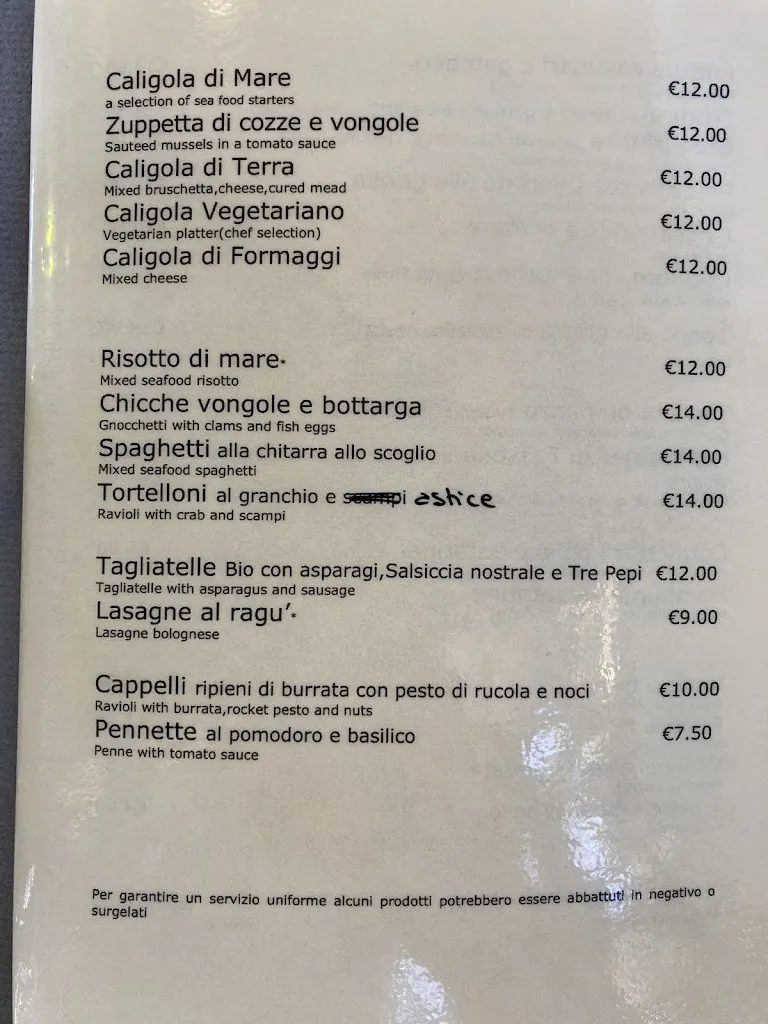 Caligola di Mare €12.00
a selection of sea food starters
Zuppetta di cozze e vongole €12.00
Sauteed mussels in a tomato sauce
Caligola di Terra €12.00
Mixed bruschetta,cheese,cured mead
Caligola Vegetariano €12.00
Vegetarian platter(chef selection)
Caligola di Formaggi €12.00
Mixed cheese
Risotto di mare* €12.00
Mixed seafood risotto
Chicche vongole e bottarga €14.00
Gnocchetti with clams and fish eggs
Spaghetti alla chitarra allo scoglio €14.00
Mixed seafood spaghetti
Tortelloni al granchio e scampi astice €14.00
Ravioli with crab and scampi
Tagliatelle Bio con asparagi,Salsiccia nostrale e Tre Pepi €12.00
Tagliatelle with asparagus and sausage
Lasagne al ragu'* €9.00
Lasagne bolognese
Cappelli ripieni di burrata con pesto di rucola e noci €10.00
Ravioli with burrata,rocket pesto and nuts
Pennette al pomodoro e basilico €7.50
Penne with tomato sauce
Per garantire un servizio uniforme alcuni prodotti potrebbero essere abbattuti in negativo o
surgelati